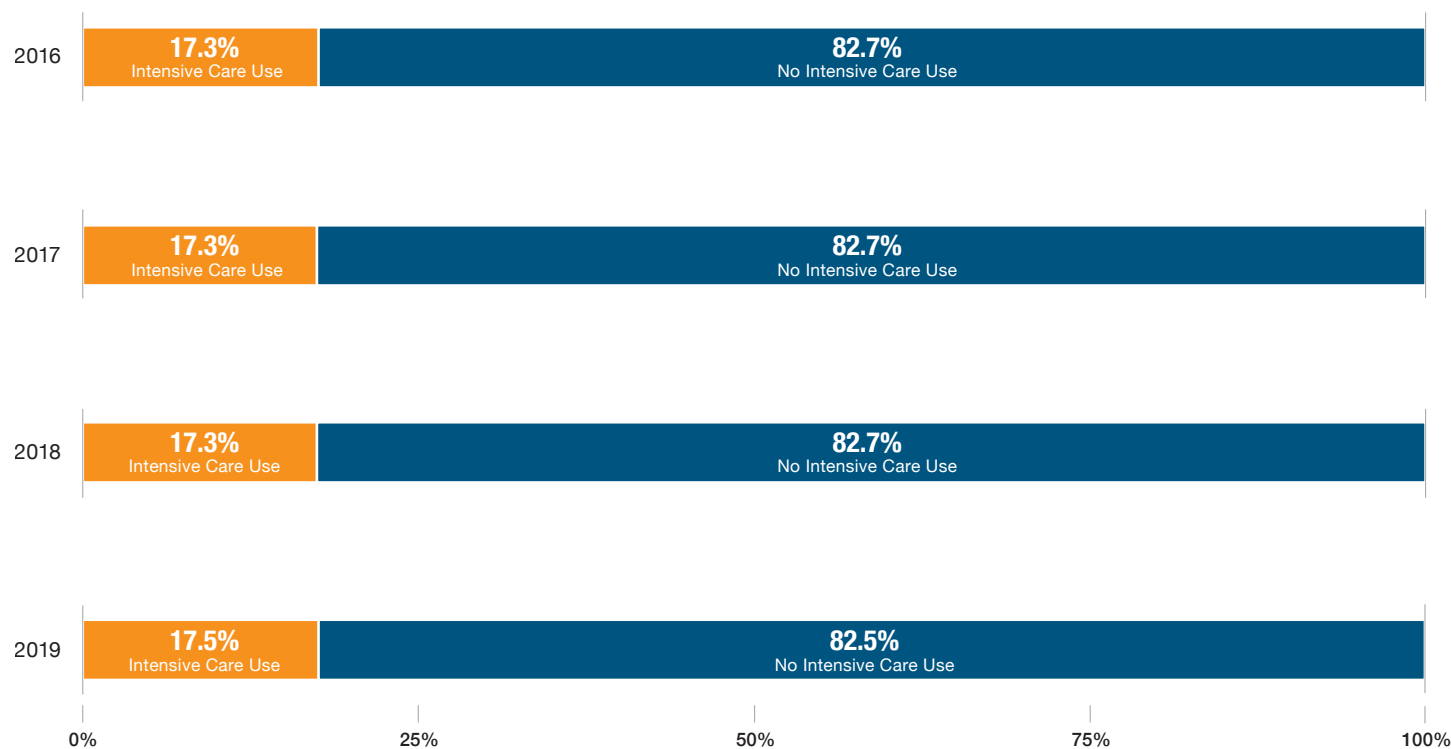 2016
17.3%
Intensive Care Use
82.7%
No Intensive Care Use
2017
17.3%
Intensive Care Use
82.7%
No Intensive Care Use
2018
17.3%
Intensive Care Use
82.7%
No Intensive Care Use
2019
17.5%
Intensive Care Use
82.5%
No Intensive Care Use
0% 25% 50% 75% 100%